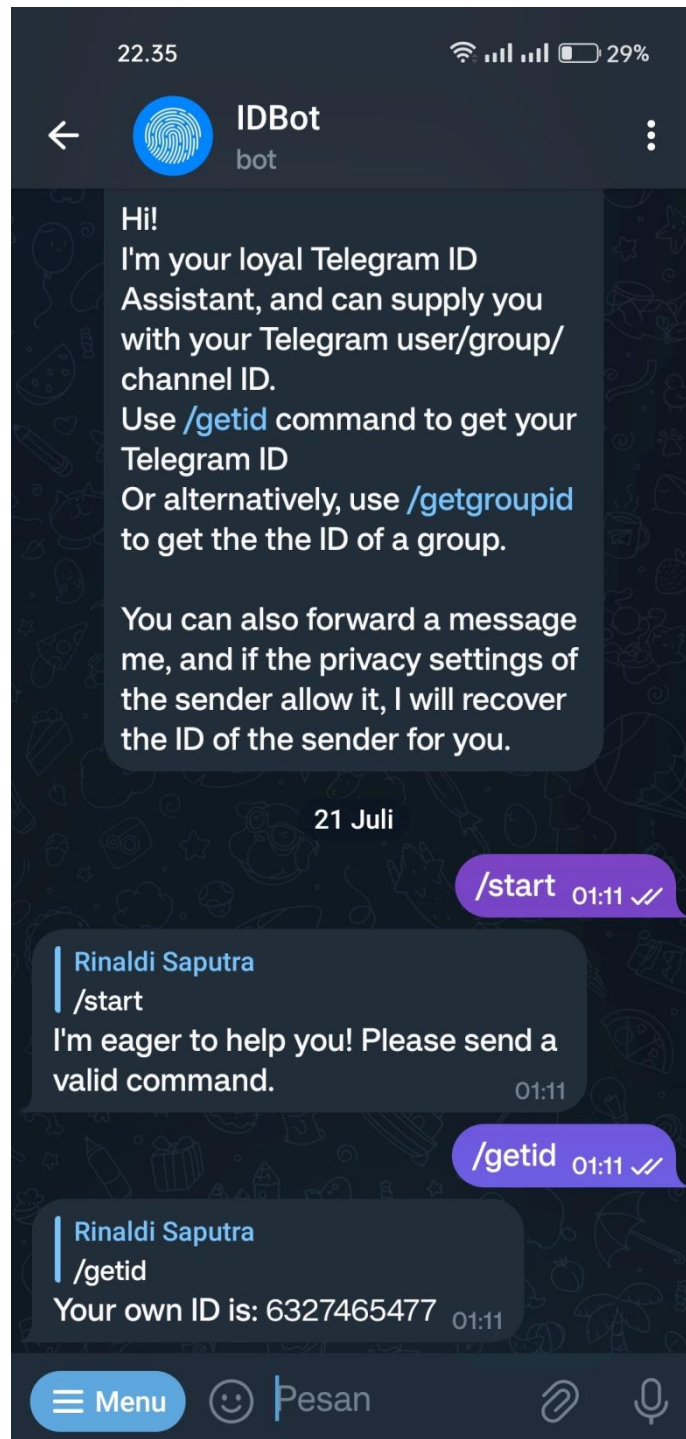 22.35
29%
IDBot
bot
Hi!
I'm your loyal Telegram ID
Assistant, and can supply you
with your Telegram user/group/
channel ID.
Use /getid command to get your
Telegram ID
Or alternatively, use /getgroupid
to get the the ID of a group.
You can also forward a message
me, and if the privacy settings of
the sender allow it, I will recover
the ID of the sender for you.
21 Juli
/start 01:11
Rinaldi Saputra
/start
I'm eager to help you! Please send a
valid command. 01:11
/getid 01:11
Rinaldi Saputra
/getid
Your own ID is: 6327465477 01:11
Menu Pesan